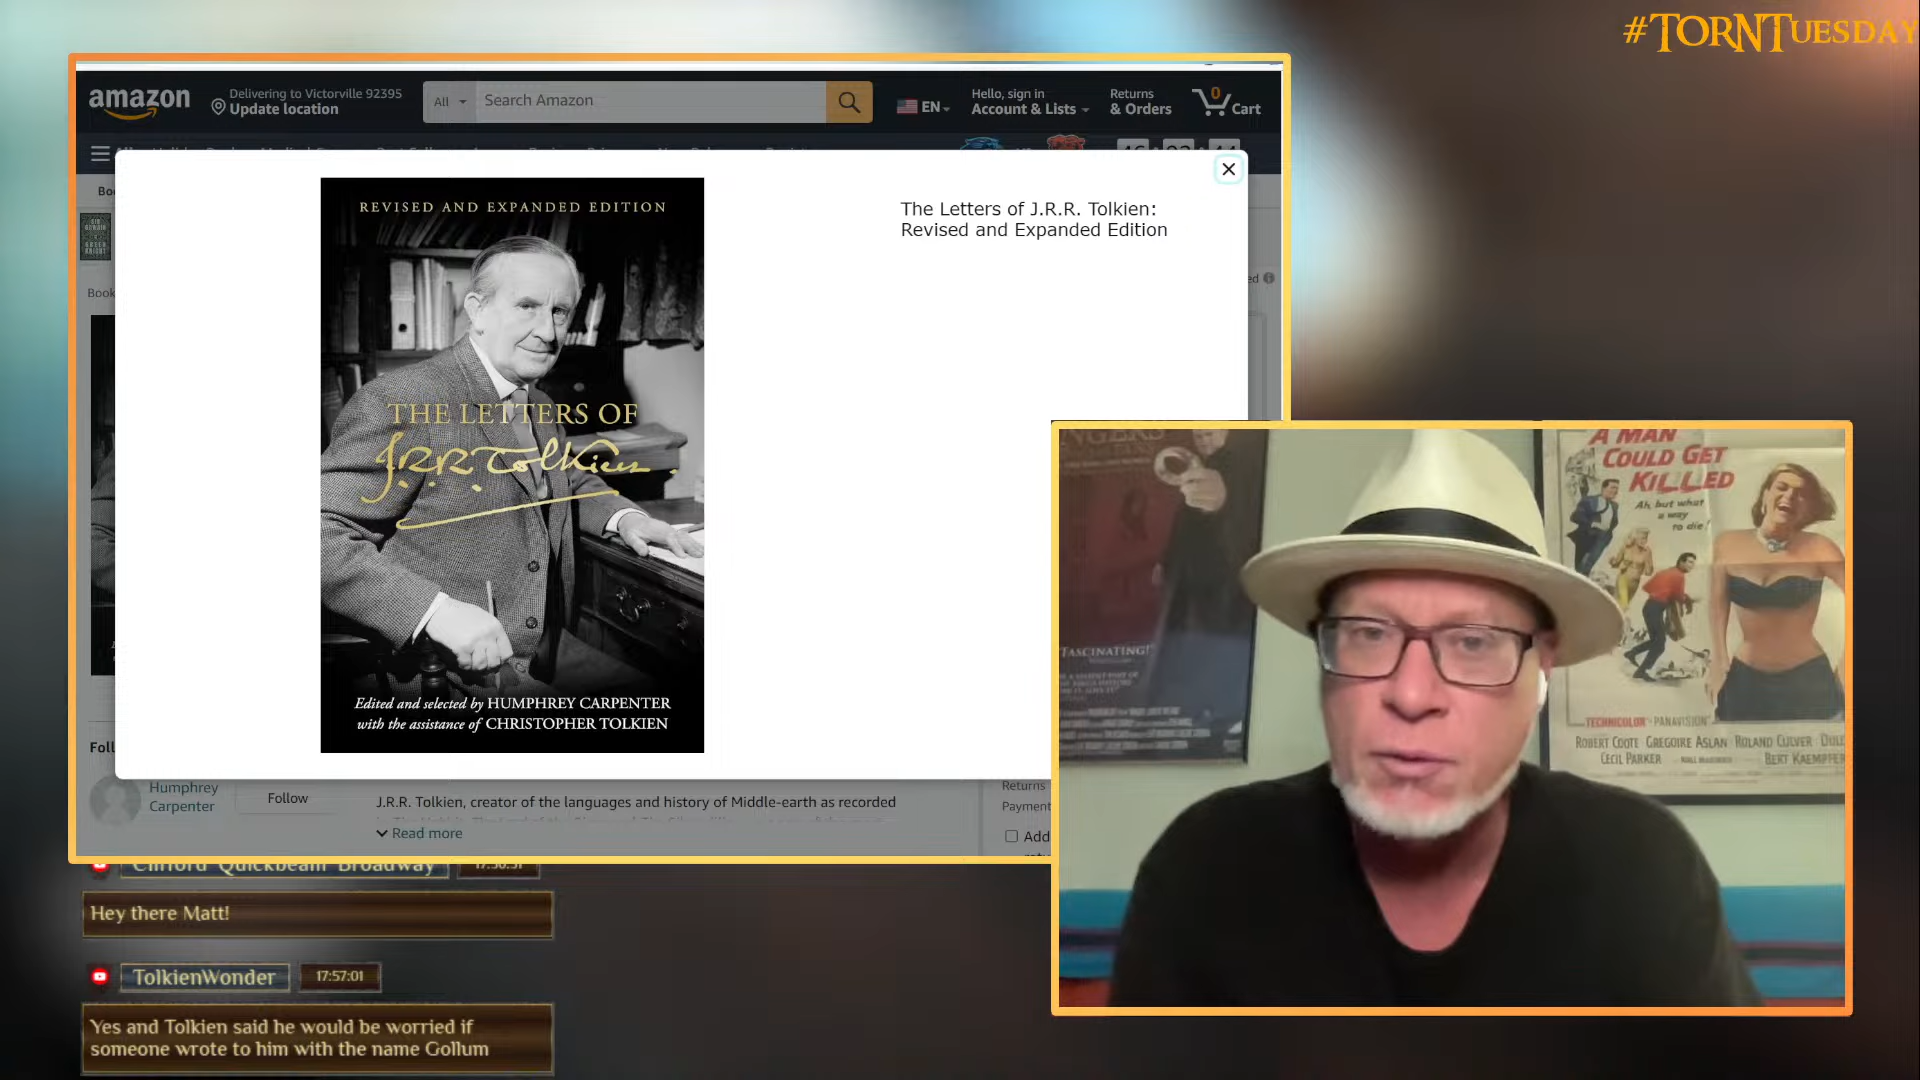 #TORNTUESDAY
amazon
Delivering to Victorville 92395
Update location
All
Search Amazon
EN
Hello, sign in
Account & Lists
Returns
& Orders
0
Cart
The Letters of J.R.R. Tolkien:
Revised and Expanded Edition
REVISED AND EXPANDED EDITION
THE LETTERS OF
J.R.R. Tolkien
Edited and selected by HUMPHREY CARPENTER
with the assistance of CHRISTOPHER TOLKIEN
Humphrey
Carpenter
Follow
J.R.R. Tolkien, creator of the languages and history of Middle-earth as recorded
Read more
Returns
Payment
Add
A MAN
COULD GET
KILLED
Ah, but what
a way
to die!
"FASCINATING!"
TECHNICOLOR · PANAVISION
ROBERT COOTE GREGOIRE ASLAN ROLAND CULVER
CECIL PARKER
Clifford Quickbeam Broadway
Hey there Matt!
TolkienWonder
17:57:01
Yes and Tolkien said he would be worried if
someone wrote to him with the name Gollum